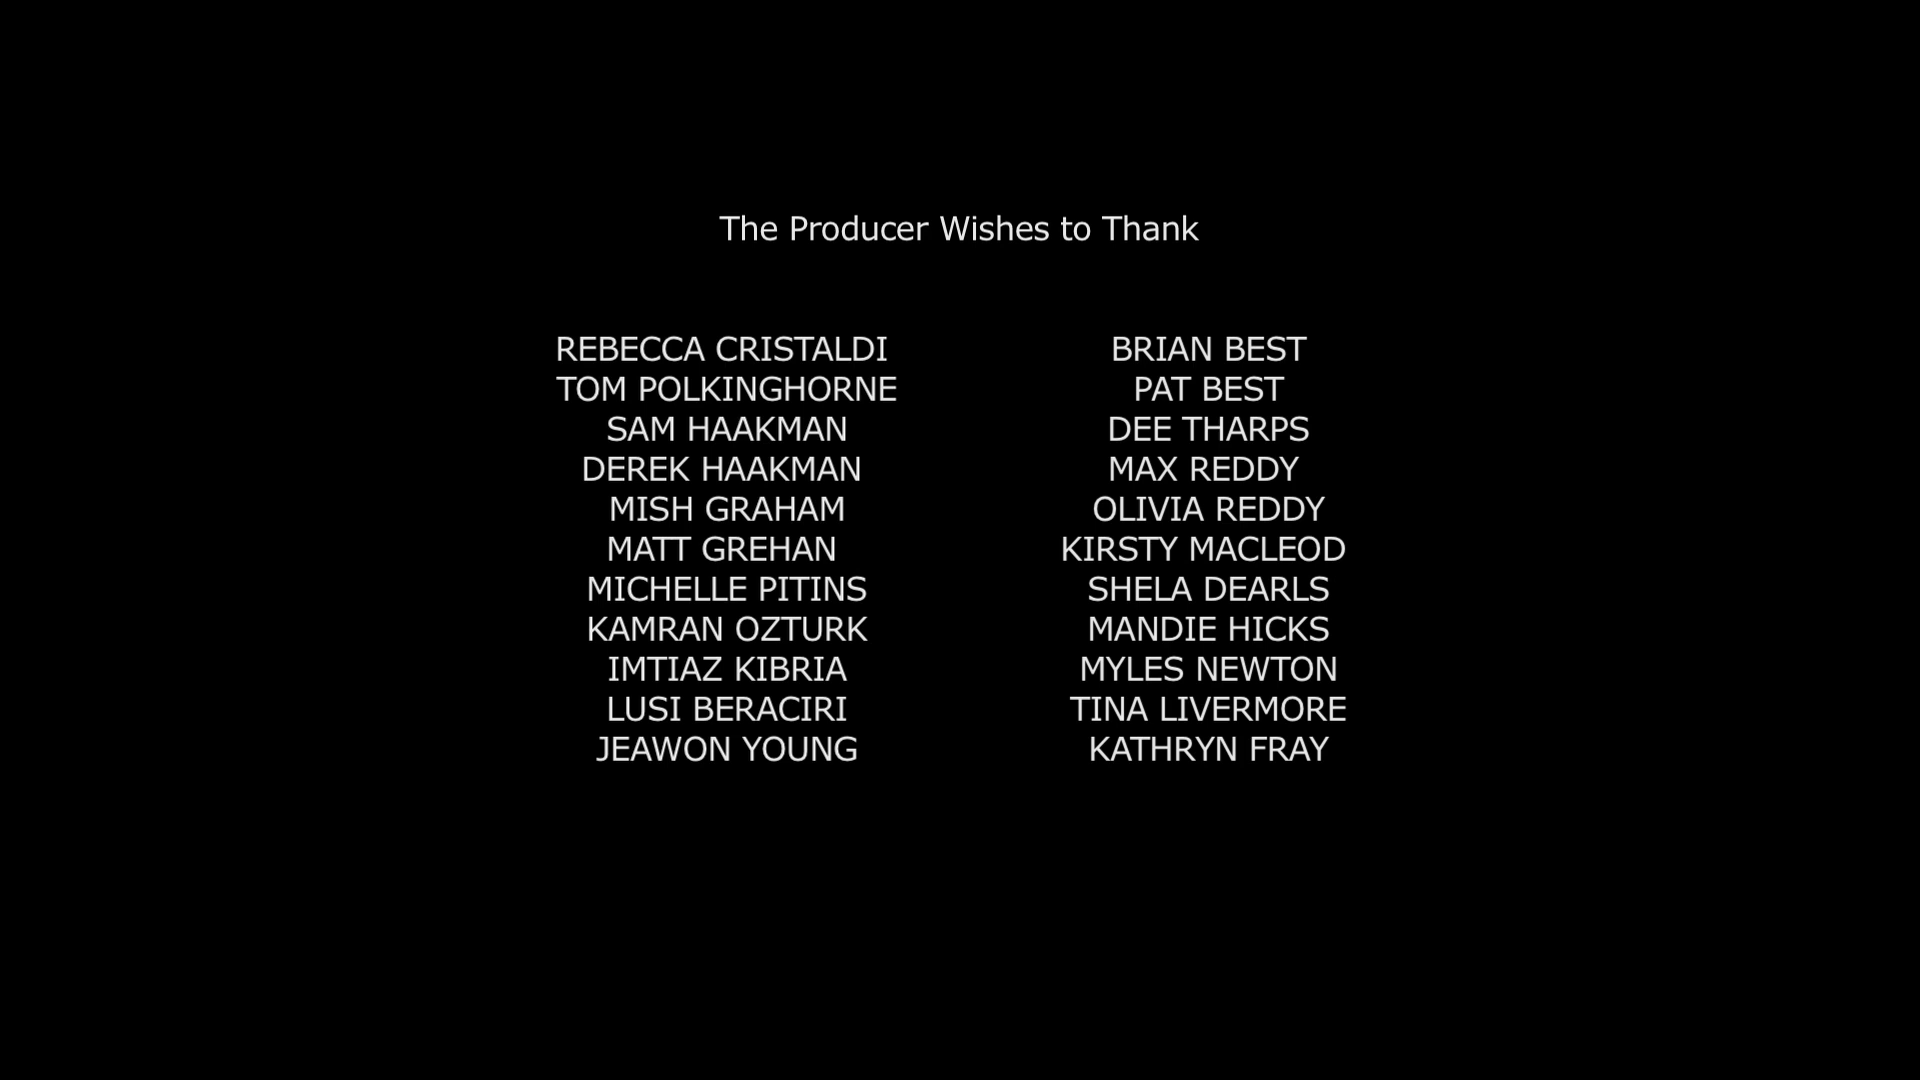 The Producer Wishes to Thank
REBECCA CRISTALDI
TOM POLKINGHORNE
SAM HAAKMAN
DEREK HAAKMAN
MISH GRAHAM
MATT GREHAN
MICHELLE PITINS
KAMRAN OZTURK
IMTIAZ KIBRIA
LUSI BERACIRI
JEAWON YOUNG
BRIAN BEST
PAT BEST
DEE THARPS
MAX REDDY
OLIVIA REDDY
KIRSTY MACLEOD
SHELA DEARLS
MANDIE HICKS
MYLES NEWTON
TINA LIVERMORE
KATHRYN FRAY